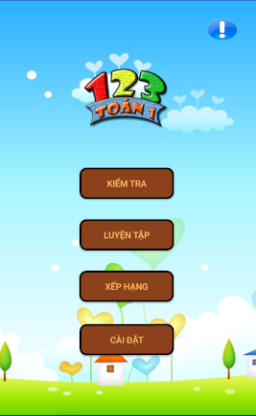 123
TOÁN 1
KIỂM TRA
LUYỆN TẬP
XẾP HẠNG
CÀI ĐẶT